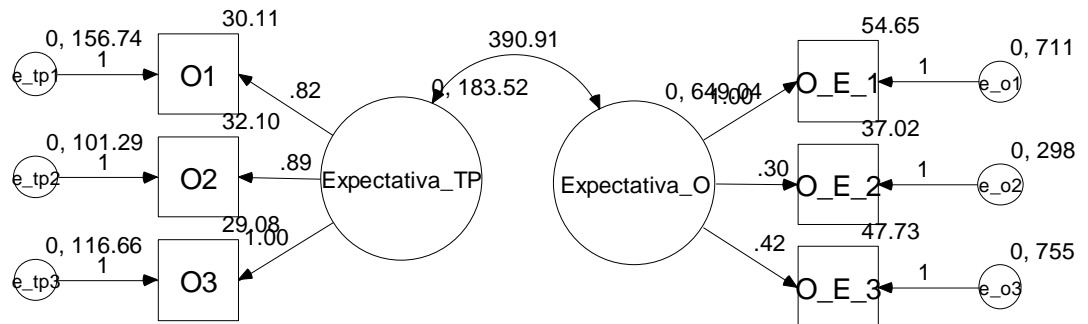 30.11
54.65
0, 156.74
390.91
0, 711
1
O1
1
O_E_1
e_tp1
e_o1
.82
0, 183.52
0, 649.04
1.00
32.10
37.02
0, 101.29
0, 298
1
O2
.89
Expectativa_TP
Expectativa_O
.30
O_E_2
1
e_tp2
e_o2
29.08
1.00
47.73
0, 116.66
.42
0, 755
1
O3
O_E_3
1
e_tp3
e_o3